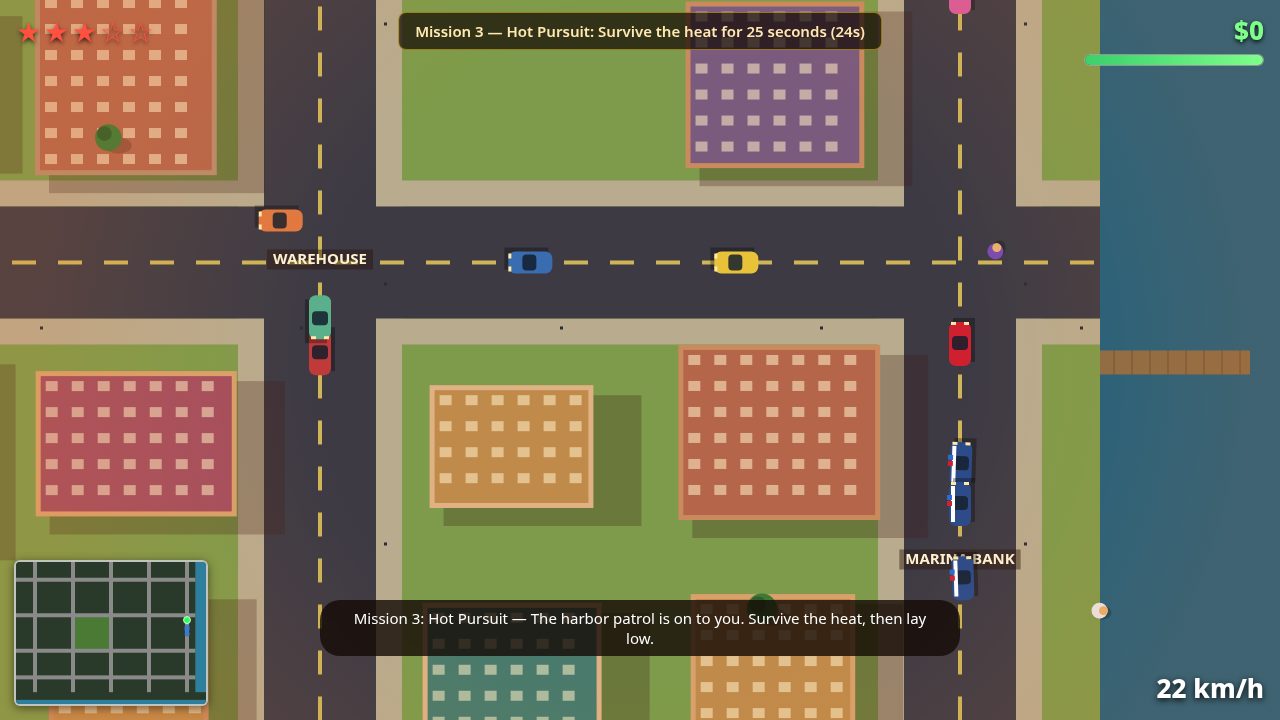 Mission 3 — Hot Pursuit: Survive the heat for 25 seconds (24s)
$0
WAREHOUSE
MARINA BANK
Mission 3: Hot Pursuit — The harbor patrol is on to you. Survive the heat, then lay
low.
22 km/h